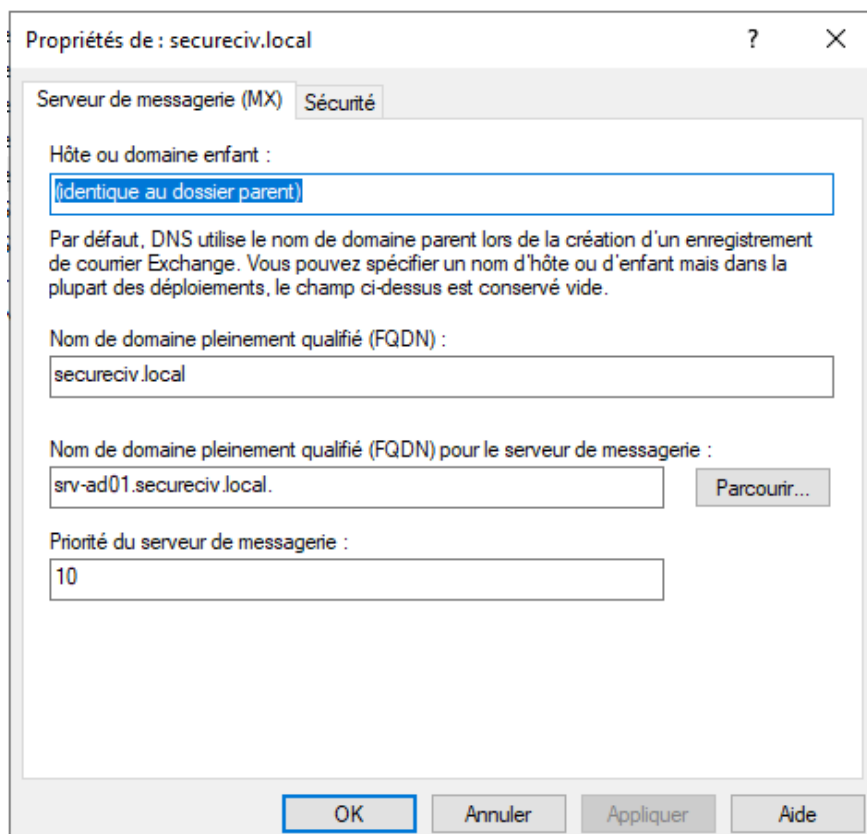 Propriétés de : secureciv.local
?
Serveur de messagerie (MX)
Sécurité
Hôte ou domaine enfant :
(identique au dossier parent)
Par défaut, DNS utilise le nom de domaine parent lors de la création d'un enregistrement
de courrier Exchange. Vous pouvez spécifier un nom d'hôte ou d'enfant mais dans la
plupart des déploiements, le champ ci-dessus est conservé vide.
Nom de domaine pleinement qualifié (FQDN) :
secureciv.local
Nom de domaine pleinement qualifié (FQDN) pour le serveur de messagerie :
srv-ad01.secureciv.local.
Parcourir...
Priorité du serveur de messagerie :
10
OK
Annuler
Appliquer
Aide